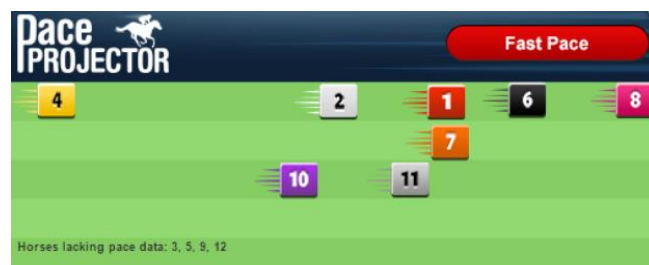 Pace
PROJECTOR
Fast Pace
4 2 1 6 8
7
10 11
Horses lacking pace data: 3, 5, 9, 12